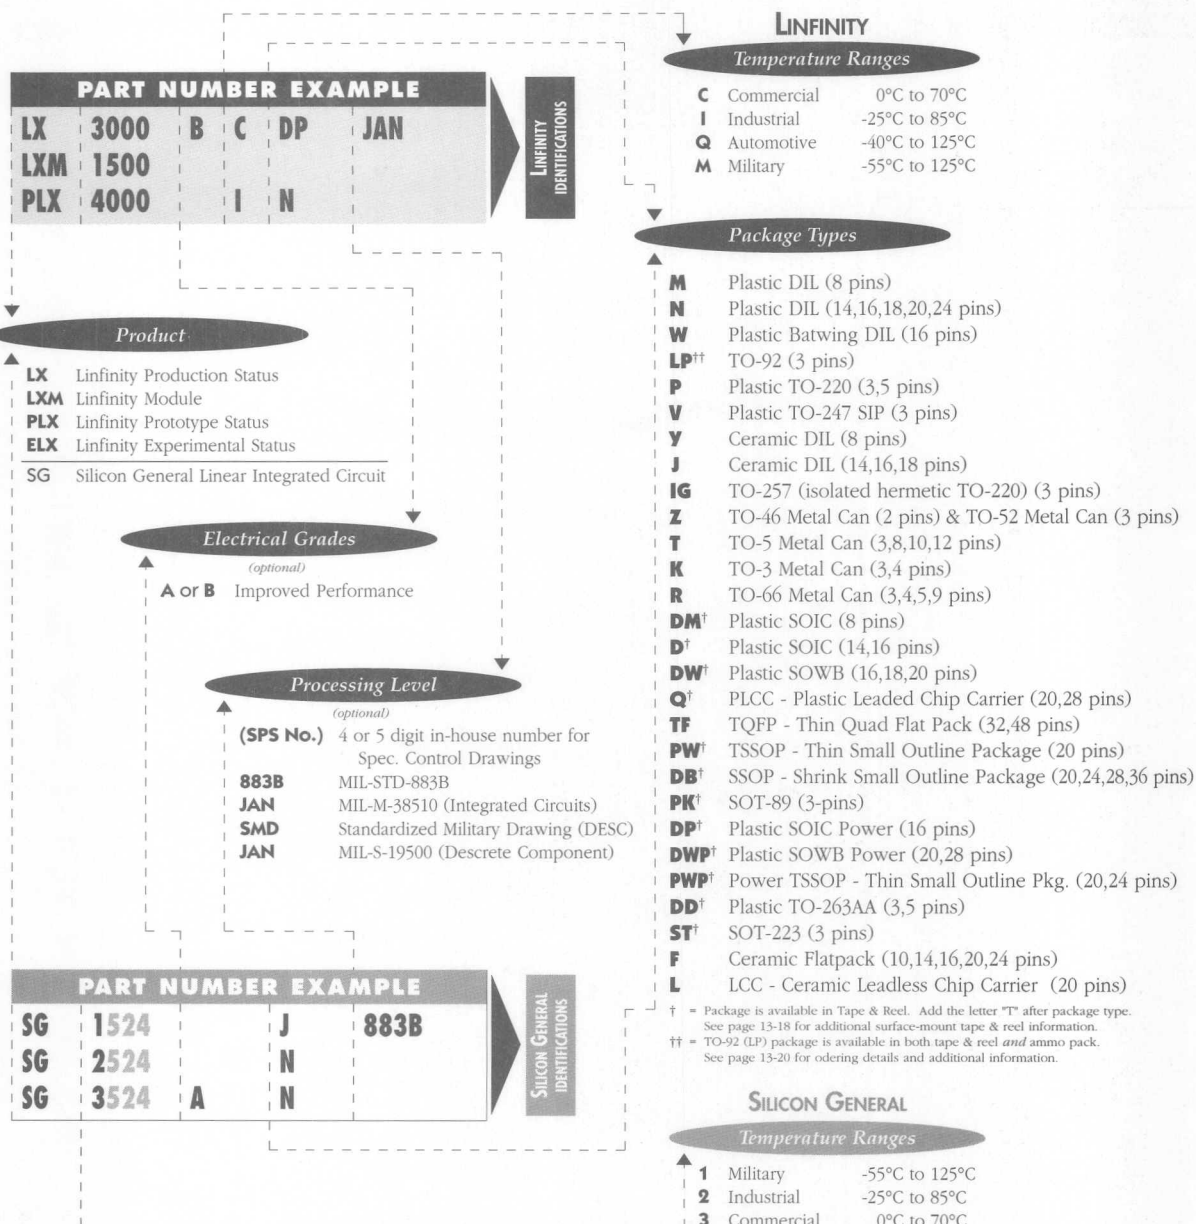 LINFINITY
Temperature Ranges
C Commercial 0°C to 70°C
I Industrial -25°C to 85°C
Q Automotive -40°C to 125°C
M Military -55°C to 125°C
PART NUMBER EXAMPLE
LX 3000 B C DP JAN
LXM 1500
PLX 4000 I N
LINFINITY
IDENTIFICATIONS
Package Types
M Plastic DIL (8 pins)
N Plastic DIL (14,16,18,20,24 pins)
W Plastic Batwing DIL (16 pins)
LP†† TO-92 (3 pins)
P Plastic TO-220 (3,5 pins)
V Plastic TO-247 SIP (3 pins)
Y Ceramic DIL (8 pins)
J Ceramic DIL (14,16,18 pins)
IG TO-257 (isolated hermetic TO-220) (3 pins)
Z TO-46 Metal Can (2 pins) & TO-52 Metal Can (3 pins)
T TO-5 Metal Can (3,8,10,12 pins)
K TO-3 Metal Can (3,4 pins)
R TO-66 Metal Can (3,4,5,9 pins)
DM† Plastic SOIC (8 pins)
D† Plastic SOIC (14,16 pins)
DW† Plastic SOWB (16,18,20 pins)
Q† PLCC - Plastic Leaded Chip Carrier (20,28 pins)
TF TQFP - Thin Quad Flat Pack (32,48 pins)
PW† TSSOP - Thin Small Outline Package (20 pins)
DB† SSOP - Shrink Small Outline Package (20,24,28,36 pins)
PK† SOT-89 (3-pins)
DP† Plastic SOIC Power (16 pins)
DWP† Plastic SOWB Power (20,28 pins)
PWP† Power TSSOP - Thin Small Outline Pkg. (20,24 pins)
DD† Plastic TO-263AA (3,5 pins)
ST† SOT-223 (3 pins)
F Ceramic Flatpack (10,14,16,20,24 pins)
L LCC - Ceramic Leadless Chip Carrier (20 pins)
† = Package is available in Tape & Reel. Add the letter "T" after package type.
See page 13-18 for additional surface-mount tape & reel information.
†† = TO-92 (LP) package is available in both tape & reel and ammo pack.
See page 13-20 for odering details and additional information.
Product
LX Linfinity Production Status
LXM Linfinity Module
PLX Linfinity Prototype Status
ELX Linfinity Experimental Status
SG Silicon General Linear Integrated Circuit
Electrical Grades
(optional)
A or B Improved Performance
Processing Level
(optional)
(SPS No.) 4 or 5 digit in-house number for
Spec. Control Drawings
883B MIL-STD-883B
JAN MIL-M-38510 (Integrated Circuits)
SMD Standardized Military Drawing (DESC)
JAN MIL-S-19500 (Descrete Component)
PART NUMBER EXAMPLE
SG 1524 J 883B
SG 2524 N
SG 3524 A N
SILICON GENERAL
IDENTIFICATIONS
SILICON GENERAL
Temperature Ranges
1 Military -55°C to 125°C
2 Industrial -25°C to 85°C
3 Commercial 0°C to 70°C